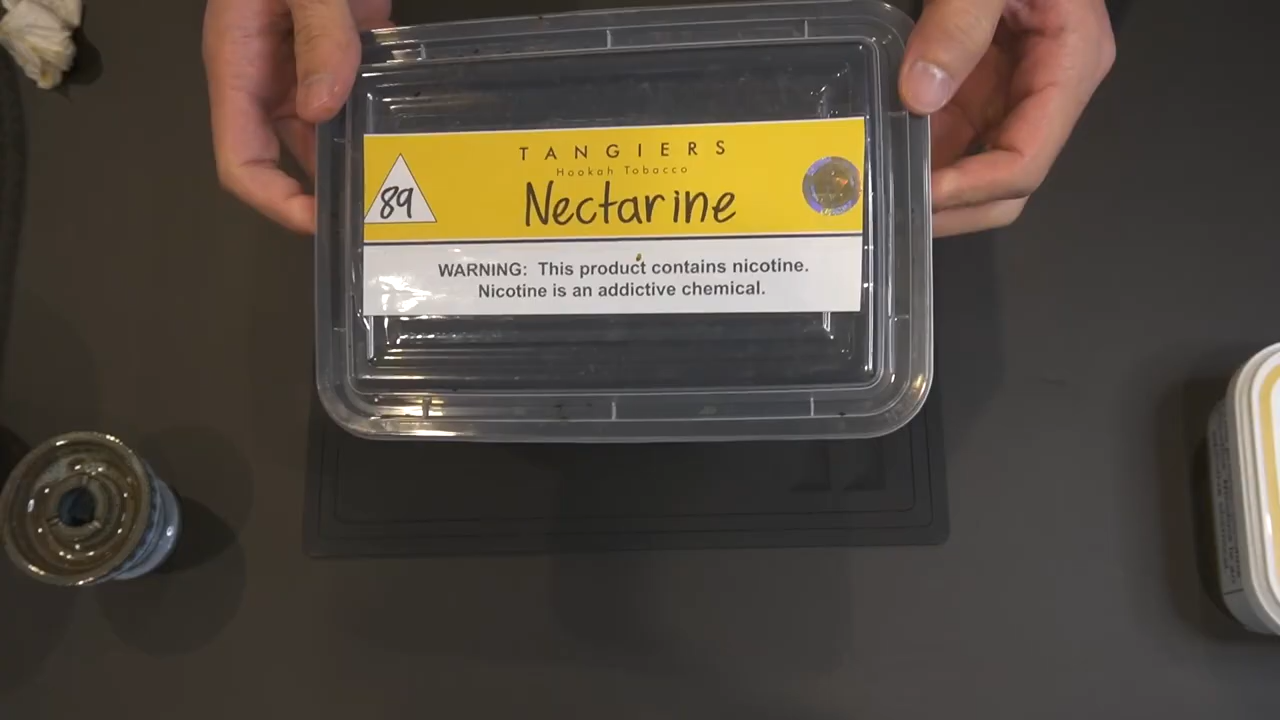 TANGIERS
Hookah Tobacco
89
Nectarine
WARNING: This product contains nicotine.
Nicotine is an addictive chemical.